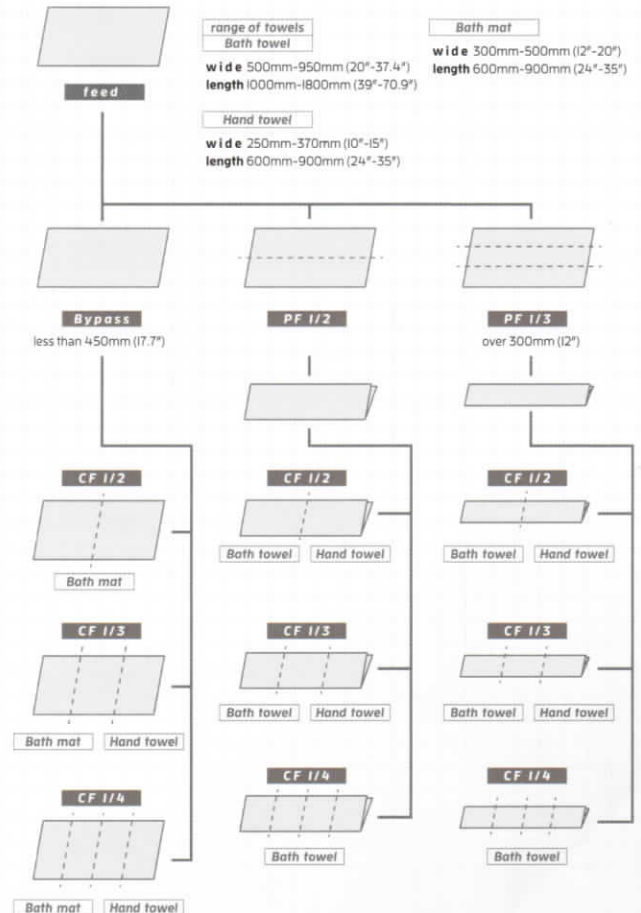 range of towels
Bath towel
wide 500mm-950mm (20"-37.4")
length 1000mm-1800mm (39"-70.9")
Bath mat
wide 300mm-500mm (12"-20")
length 600mm-900mm (24"-35")
feed
Hand towel
wide 250mm-370mm (10"-15")
length 600mm-900mm (24"-35")
Bypass
less than 450mm (17.7")
PF 1/2
PF 1/3
over 300mm (12")
CF 1/2
Bath mat
CF 1/2
Bath towel Hand towel
CF 1/2
Bath towel Hand towel
CF 1/3
Bath mat Hand towel
CF 1/3
Bath towel Hand towel
CF 1/3
Bath towel Hand towel
CF 1/4
Bath mat Hand towel
CF 1/4
Bath towel
CF 1/4
Bath towel